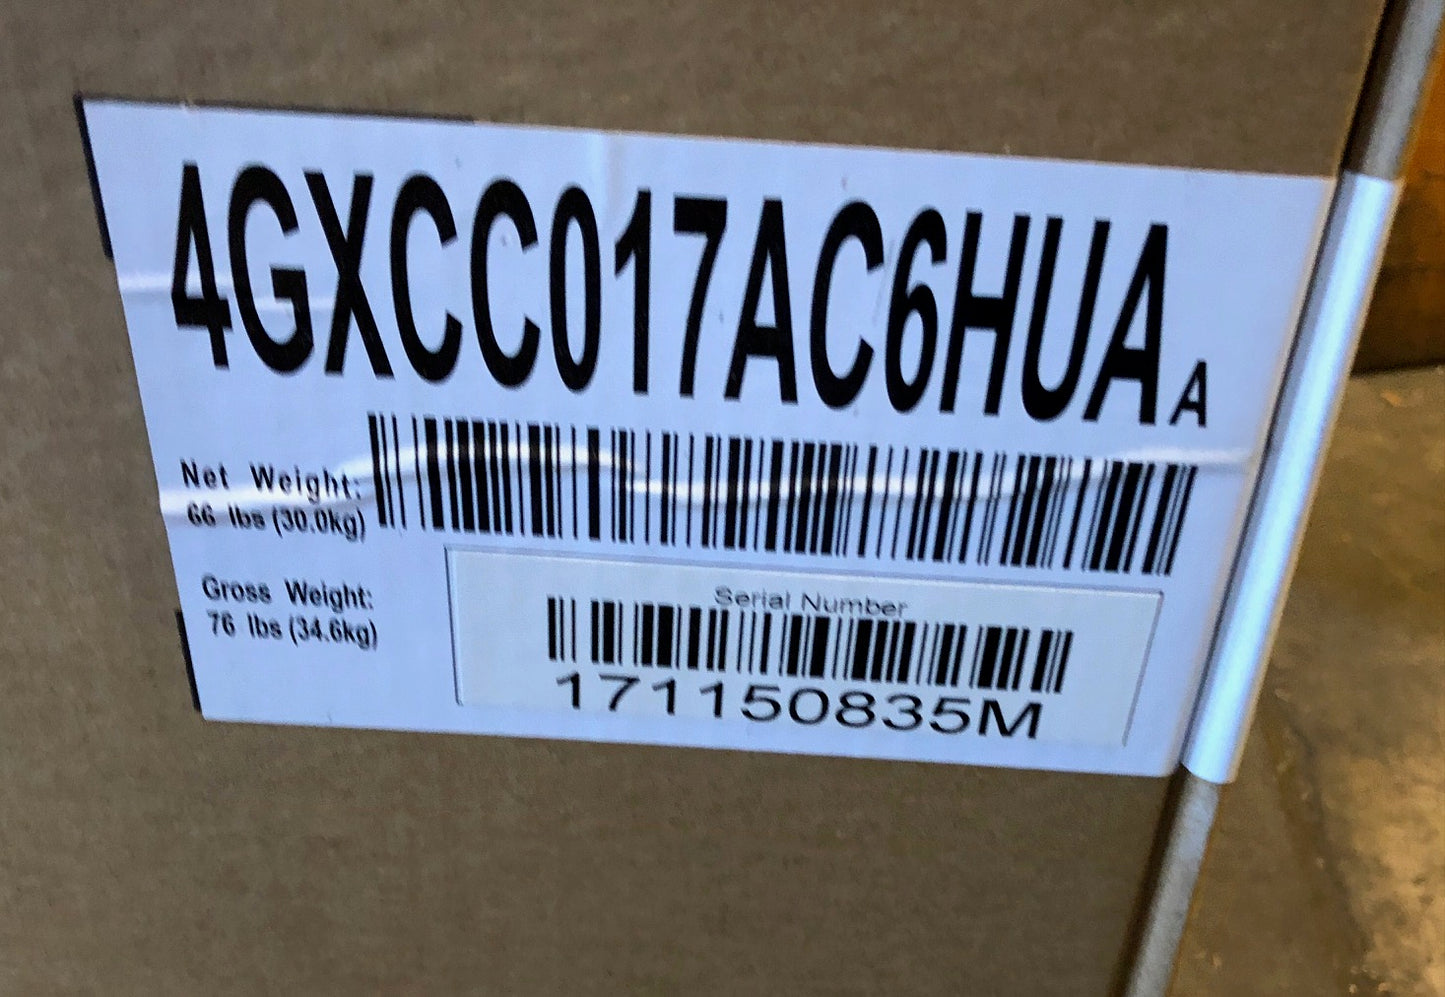 4GXCC017AC6HUA A
Net Weight:
66 lbs (30.0kg)
Gross Weight:
76 lbs (34.6kg)
Serial Number
171150835M